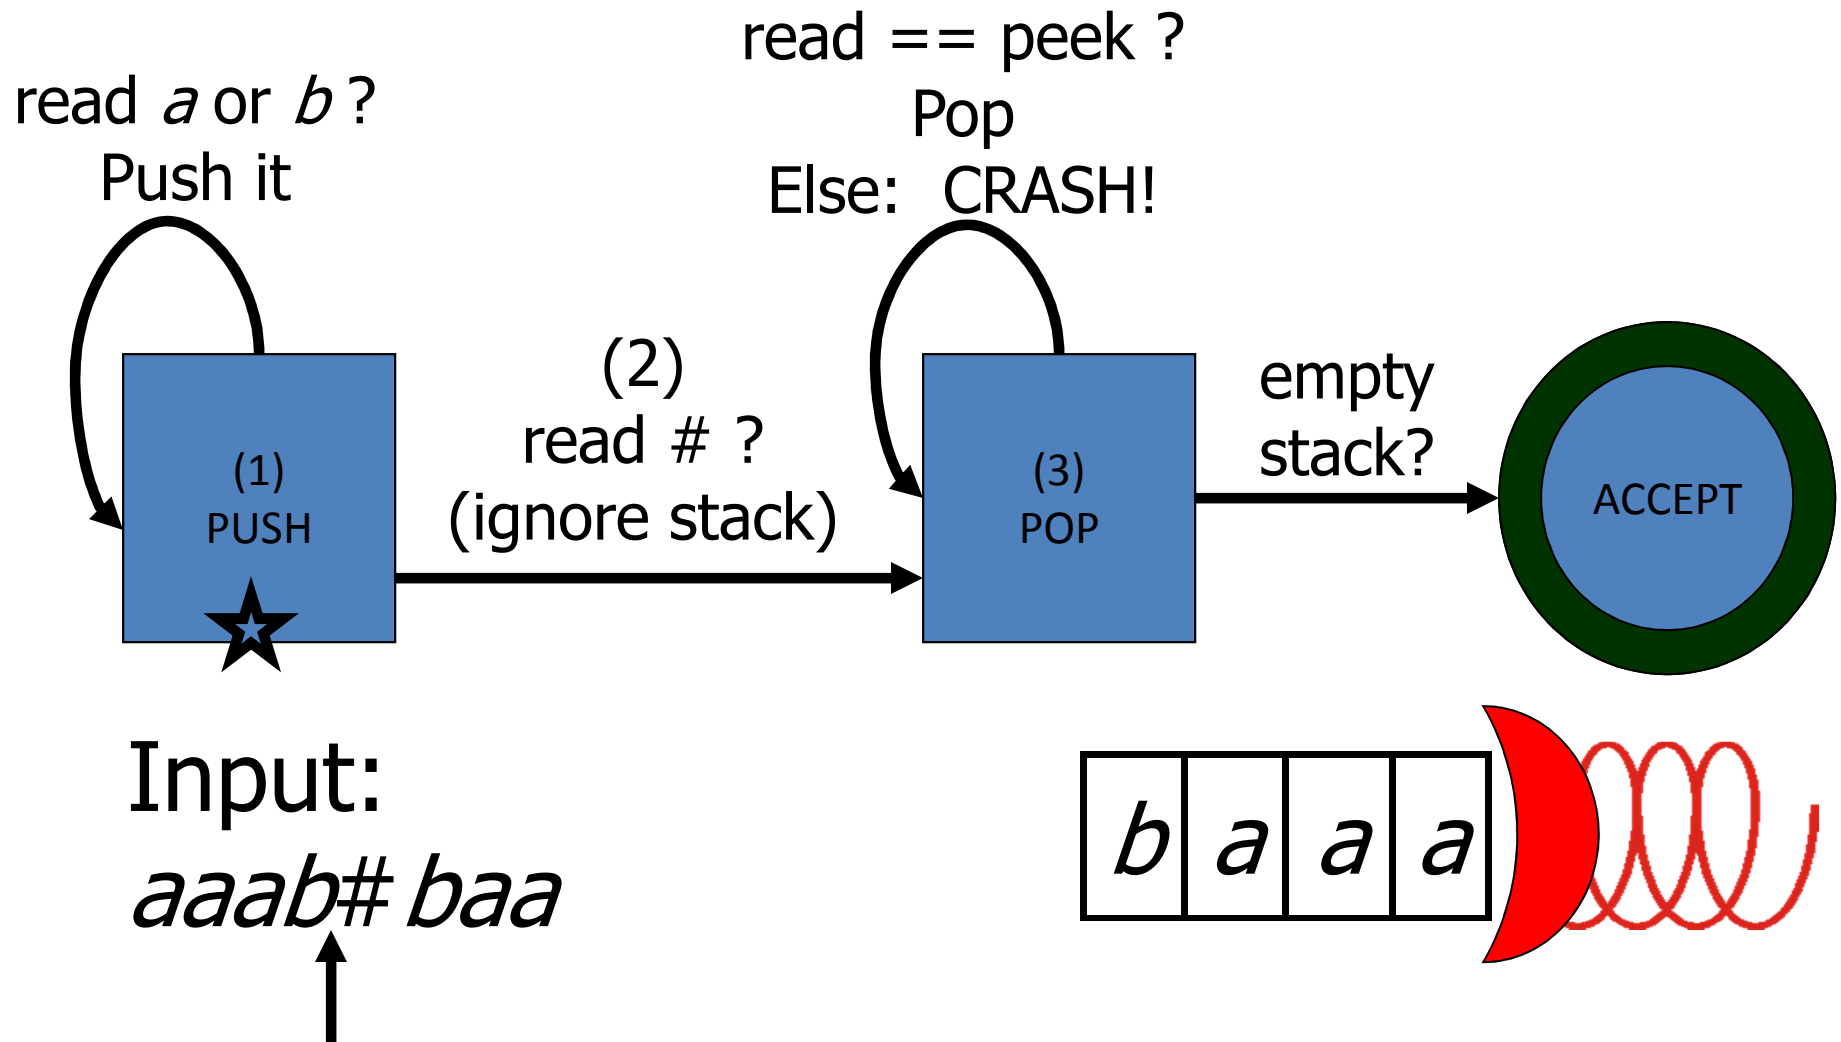 read == peek ?
Pop
Else: CRASH!
read a or b ?
Push it
(2)
read # ?
(ignore stack)
empty
stack?
(1)
PUSH
(3)
POP
ACCEPT
Input:
aaab# baa
b a a a